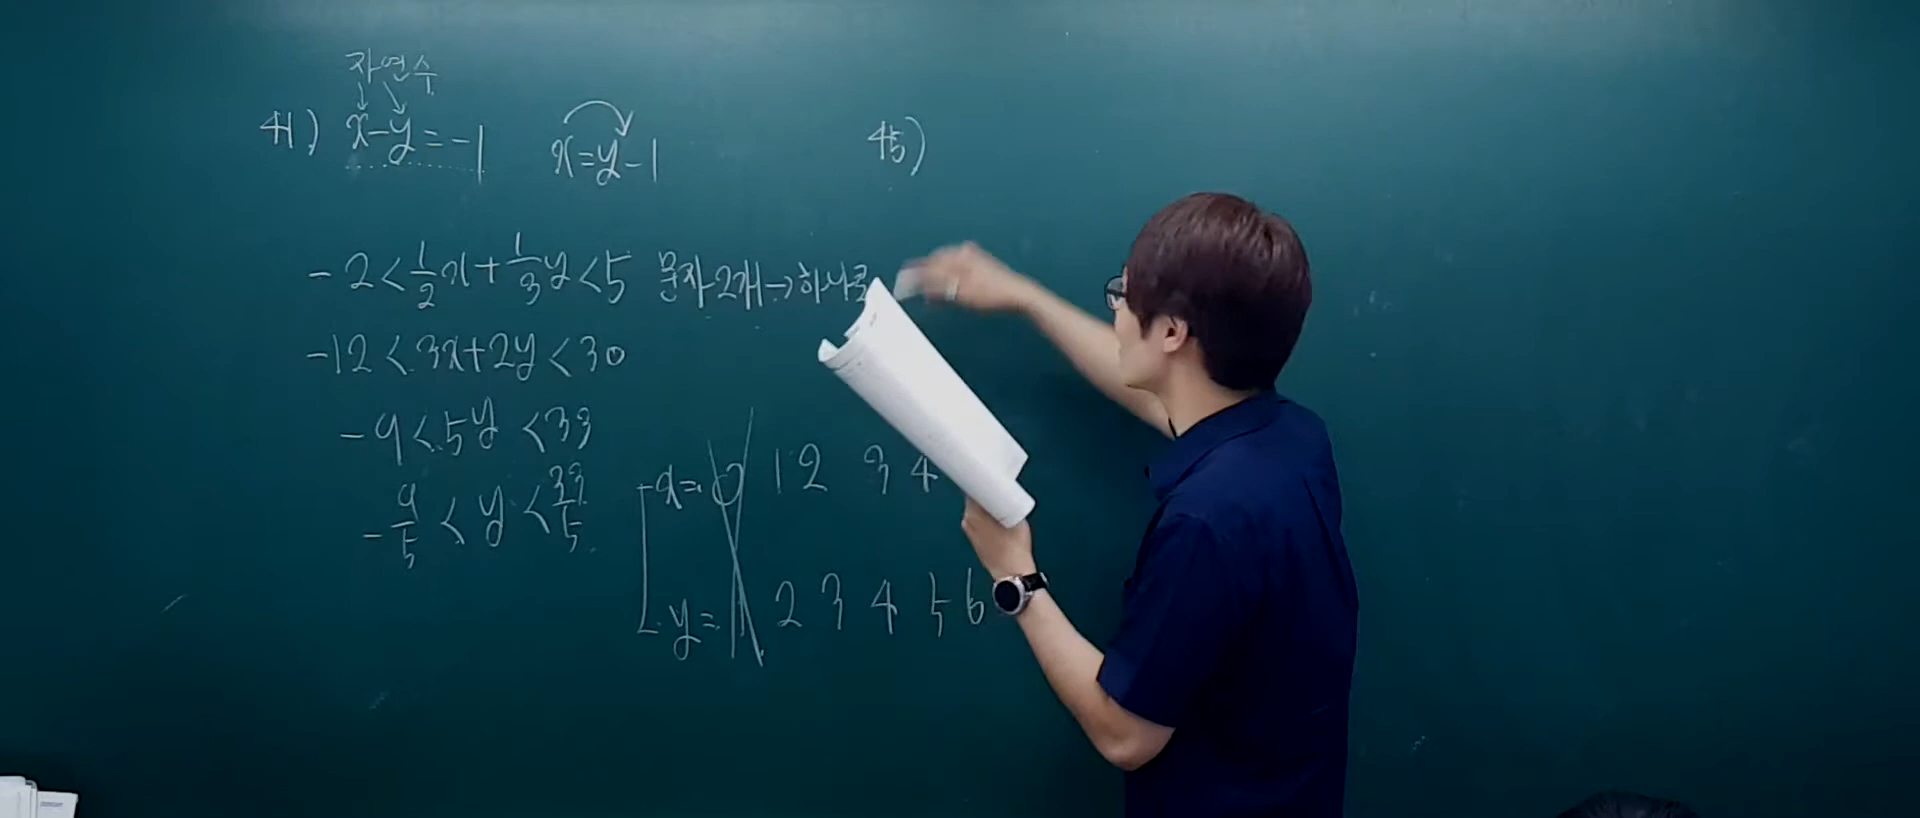 자연수
41) x-y=-1
x=y-1
-2<1/2x+1/3y<5 문자2개→하나로
-12<3x+2y<30
-9<5y<33
-9/5<y<33/5
x=0 1 2 3 4
y=1 2 3 4 5 6
45)